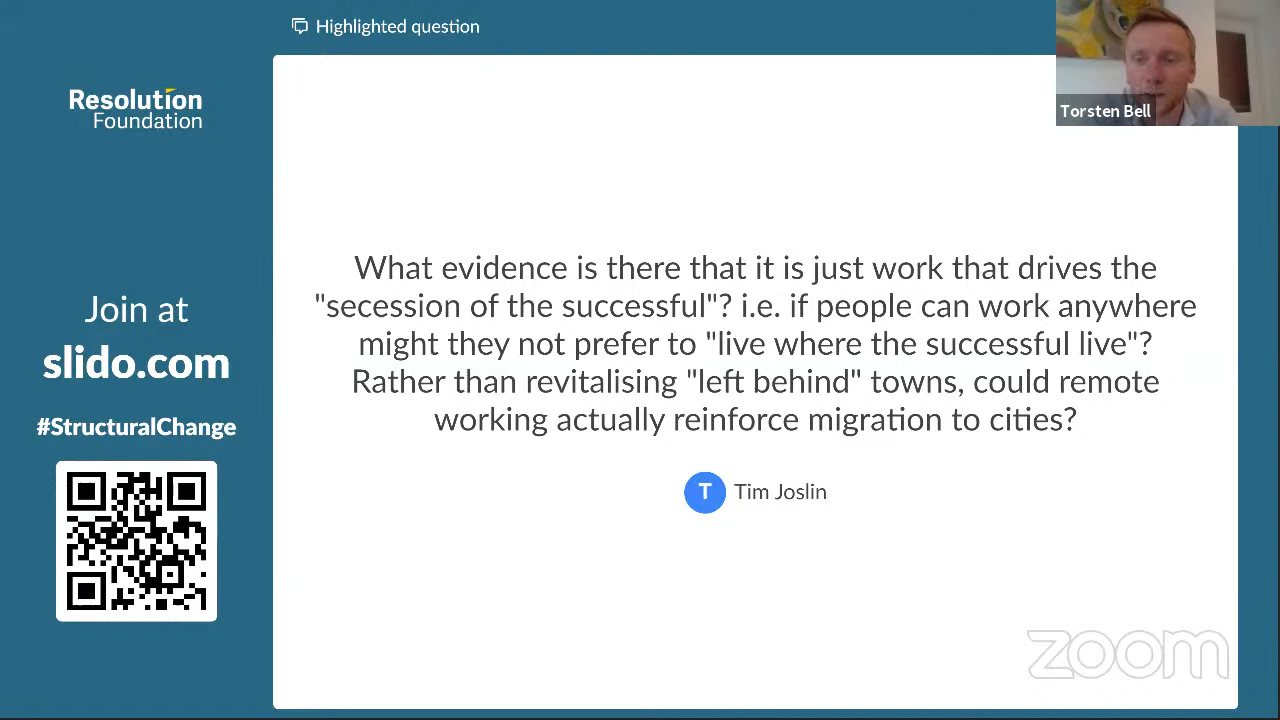 Highlighted question
Resolution
Foundation
Torsten Bell
What evidence is there that it is just work that drives the
"secession of the successful"? i.e. if people can work anywhere
might they not prefer to "live where the successful live"?
Rather than revitalising "left behind" towns, could remote
working actually reinforce migration to cities?
T Tim Joslin
Join at
slido.com
#StructuralChange
zoom